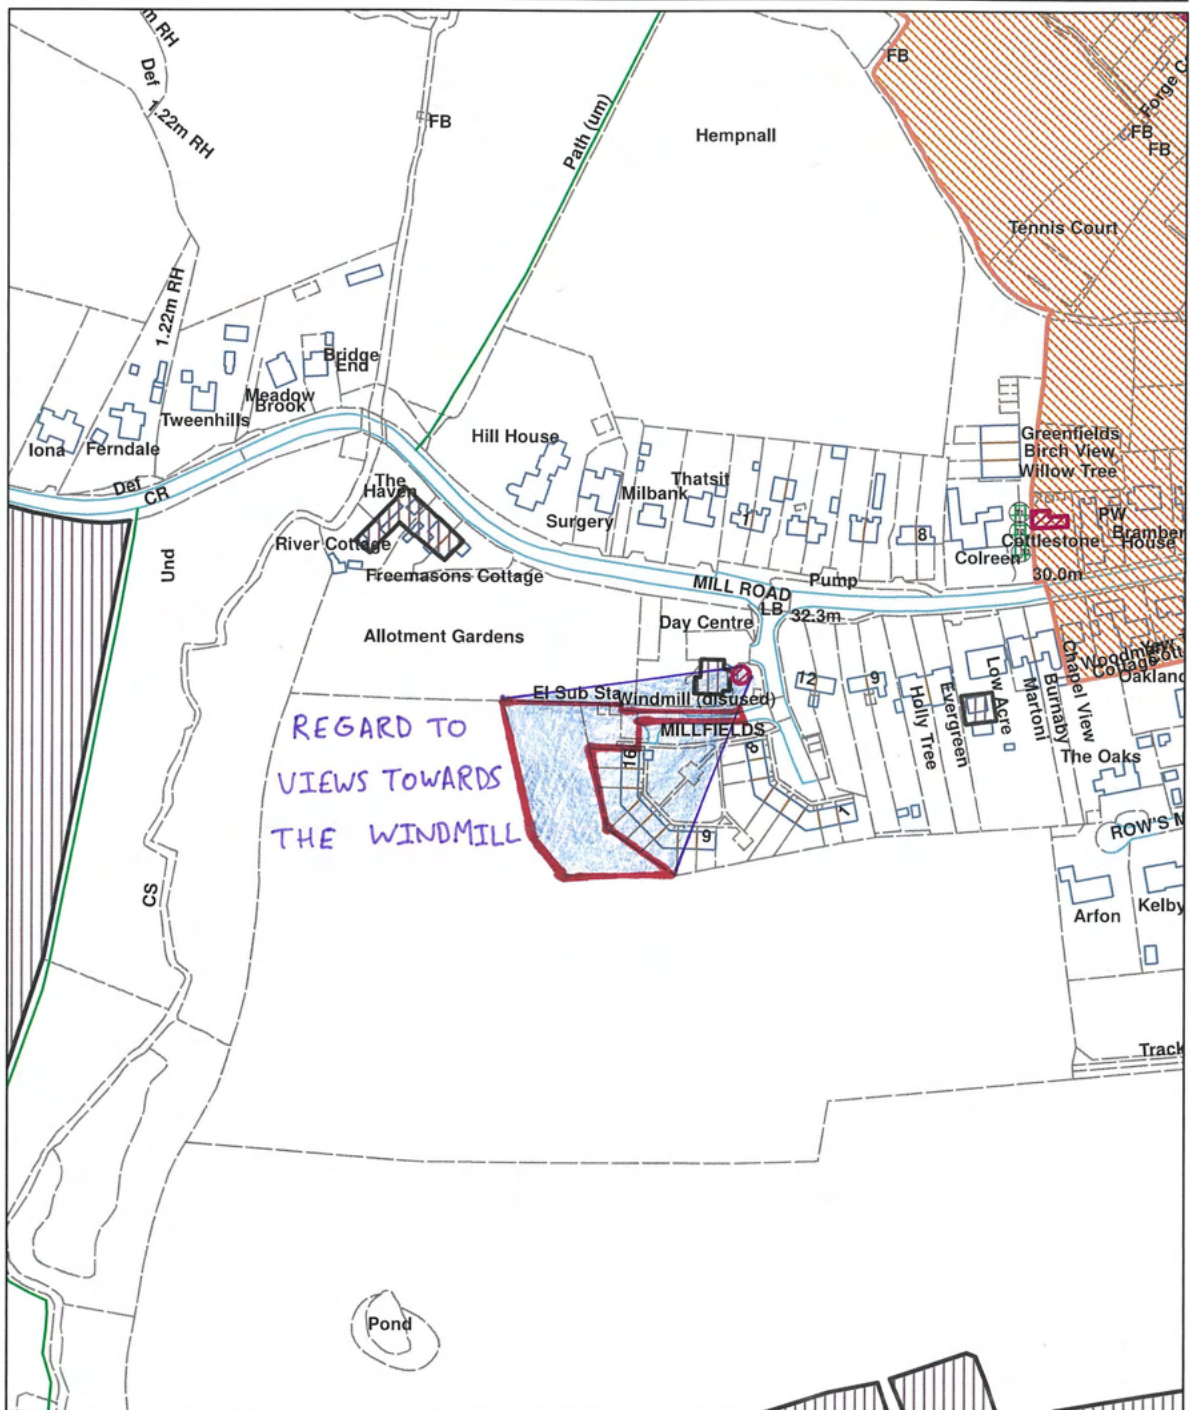 m RH
Def
1.22m RH
FB
Path (um)
Hempnall
FB
Forge C
FB
FB
Tennis Court
1.22m RH
Bridge
End
Meadow
Brook
Tweenhills
Iona
Ferndale
Def
CR
Hill House
Surgery
Milbank
Thatsit
1
8
Colreen
Greenfields
Birch View
Willow Tree
PW
Bramber
House
Cottlestone
30.0m
The
Haven
River Cottage
Freemasons Cottage
Und
MILL ROAD
Pump
LB
32.3m
Day Centre
Allotment Gardens
El Sub Sta
Windmill (disused)
MILLFIELDS
12
9
Holly Tree
Evergreen
Low Acre
Martoni
Burnaby
Chapel View
Woodman
Cottage
Oakland
The Oaks
REGARD TO
VIEWS TOWARDS
THE WINDMILL
16
8
9
1
ROW'S M
Arfon
Kelby
CS
Track
Pond